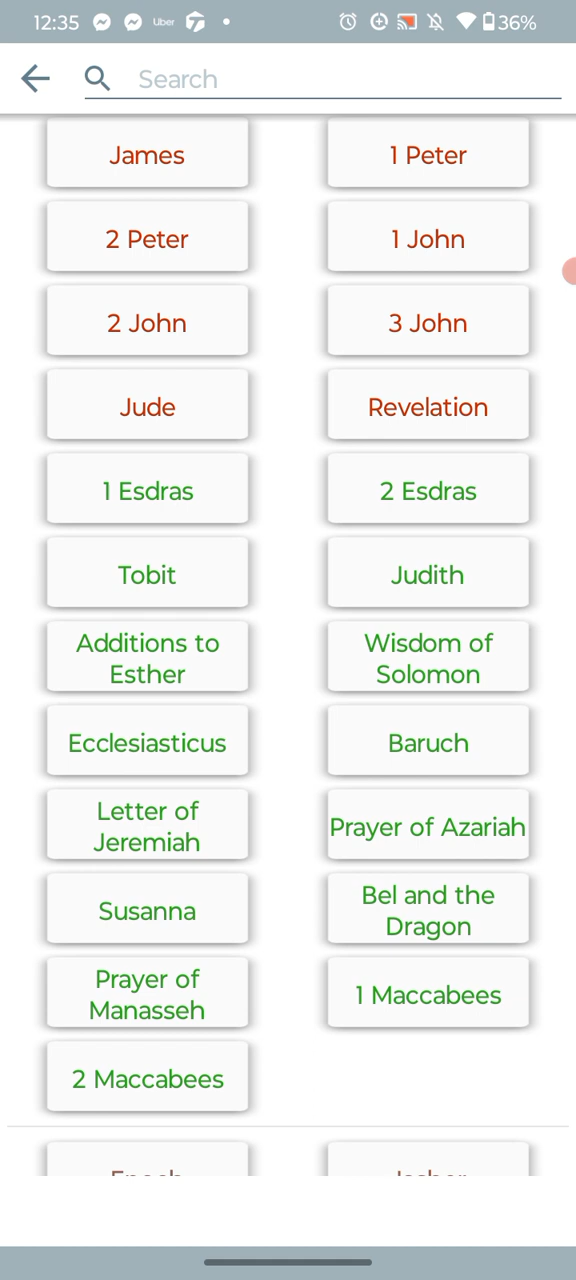 12:35 Uber 36%
Search
James
1 Peter
2 Peter
1 John
2 John
3 John
Jude
Revelation
1 Esdras
2 Esdras
Tobit
Judith
Additions to
Esther
Wisdom of
Solomon
Ecclesiasticus
Baruch
Letter of
Jeremiah
Prayer of Azariah
Susanna
Bel and the
Dragon
Prayer of
Manasseh
1 Maccabees
2 Maccabees
Enoch
Jasher